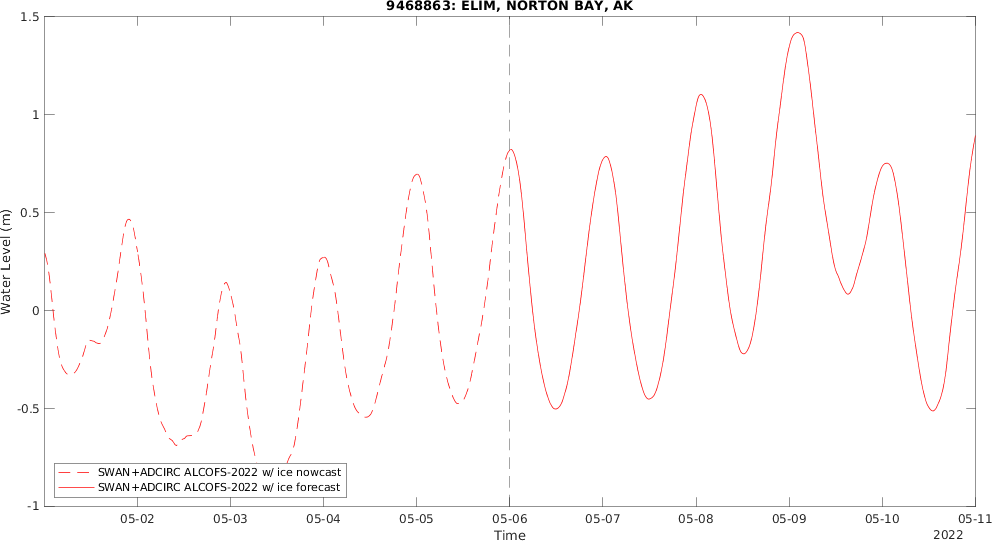 9468863: ELIM, NORTON BAY, AK
1.5
1
0.5
0
-0.5
-1
Water Level (m)
SWAN+ADCIRC ALCOFS-2022 w/ ice nowcast
SWAN+ADCIRC ALCOFS-2022 w/ ice forecast
05-02 05-03 05-04 05-05 05-06 05-07 05-08 05-09 05-10 05-11
Time
2022